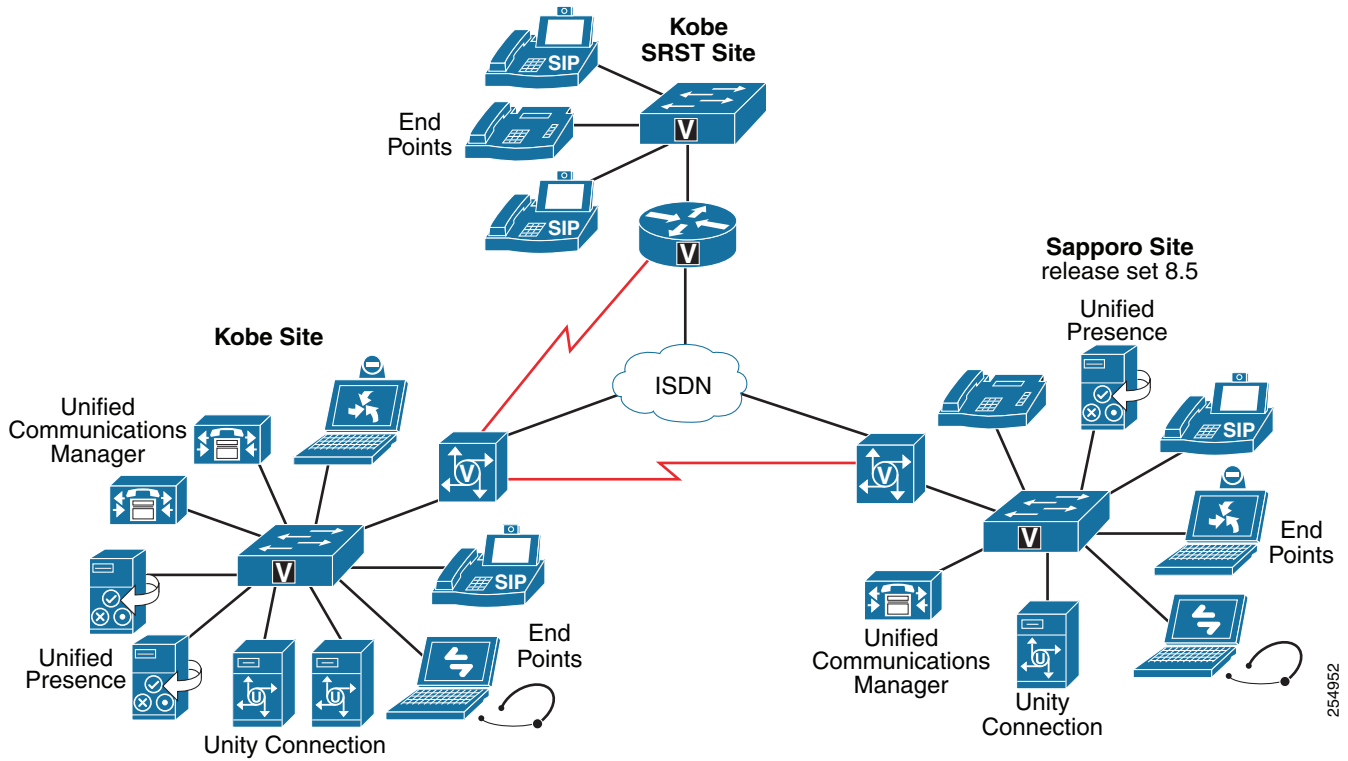 Kobe
SRST Site
SIP
End
Points
V
SIP
V
Sapporo Site
release set 8.5
Unified
Presence
Kobe Site
ISDN
Unified
Communications
Manager
SIP
V
V
V
V
SIP
End
Points
Unified
Presence
U
U
End
Points
Unity Connection
Unified
Communications
Manager
U
Unity
Connection
254952